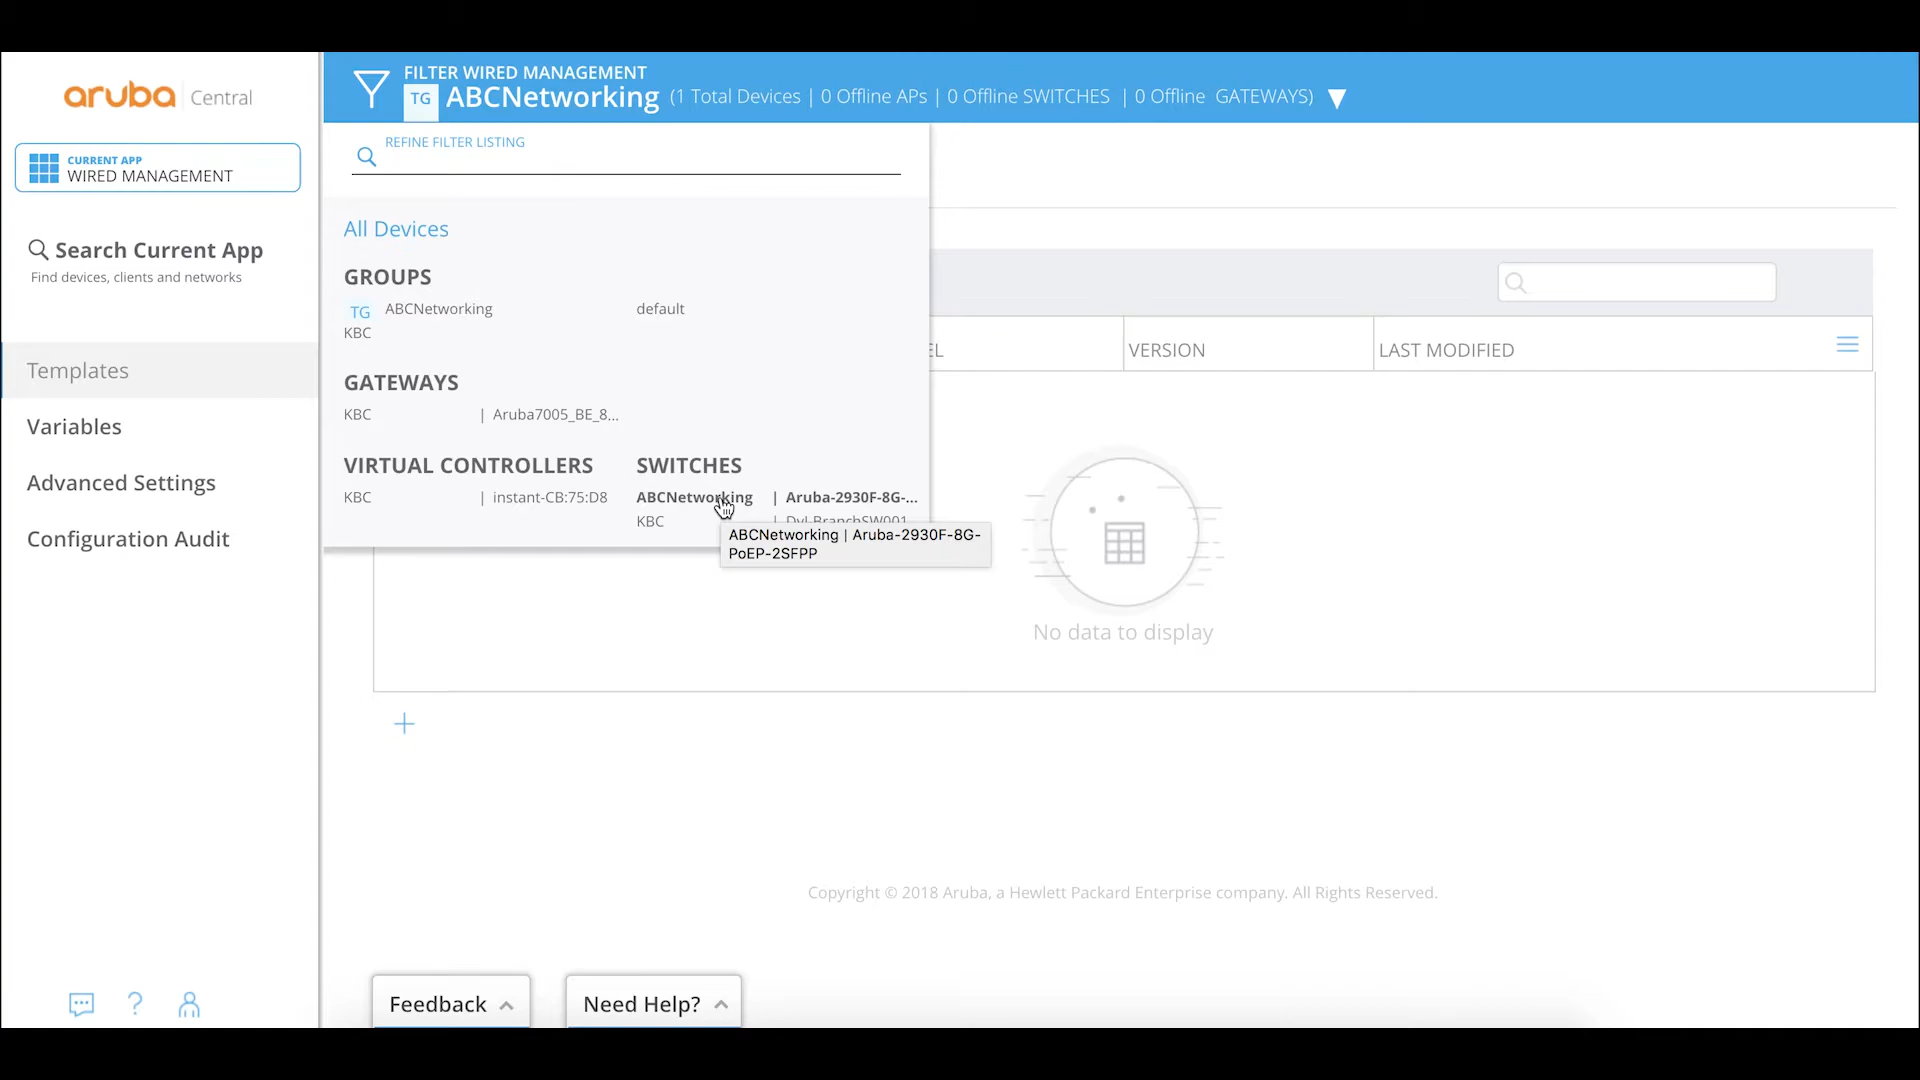 aruba Central
CURRENT APP
WIRED MANAGEMENT
Search Current App
Find devices, clients and networks
Templates
Variables
Advanced Settings
Configuration Audit
FILTER WIRED MANAGEMENT
TG ABCNetworking (1 Total Devices | 0 Offline APs | 0 Offline SWITCHES | 0 Offline GATEWAYS)
REFINE FILTER LISTING
All Devices
GROUPS
TG ABCNetworking default
KBC
GATEWAYS
KBC | Aruba7005_BE_8...
VIRTUAL CONTROLLERS SWITCHES
KBC | instant-CB:75:D8 ABCNetworking | Aruba-2930F-8G-...
KBC | Dvl-BranchSW001
ABCNetworking | Aruba-2930F-8G-
PoEP-2SFPP
EL VERSION LAST MODIFIED
No data to display
Copyright © 2018 Aruba, a Hewlett Packard Enterprise company. All Rights Reserved.
Feedback Need Help?